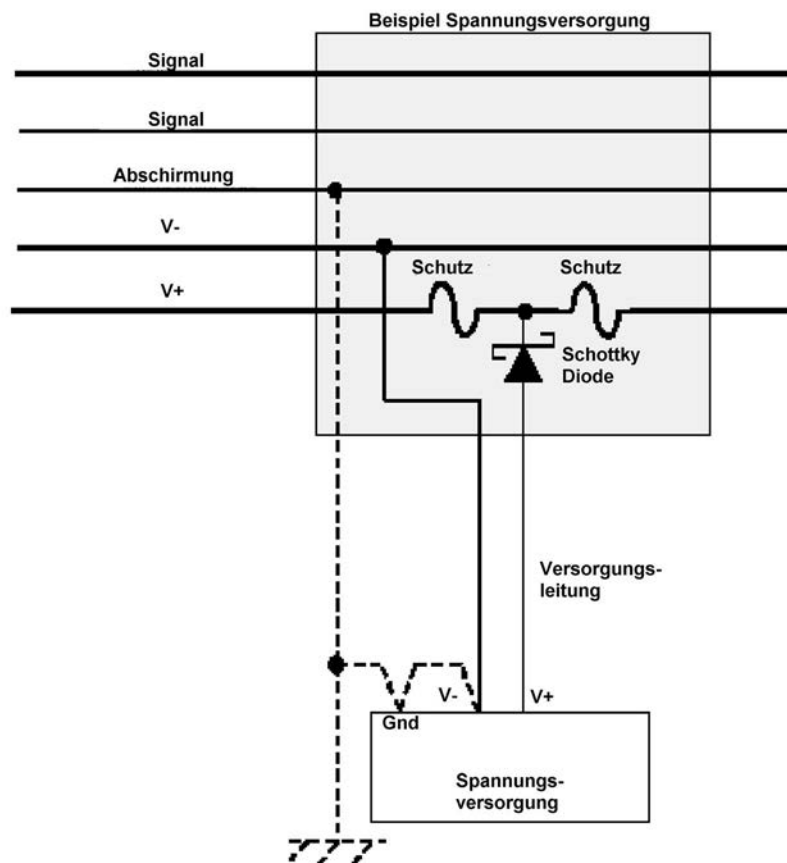 Beispiel Spannungsversorgung
Signal
Signal
Abschirmung
V-
V+
Schutz
Schutz
Schottky
Diode
Versorgungs-
leitung
V-
V+
Gnd
Spannungs-
versorgung